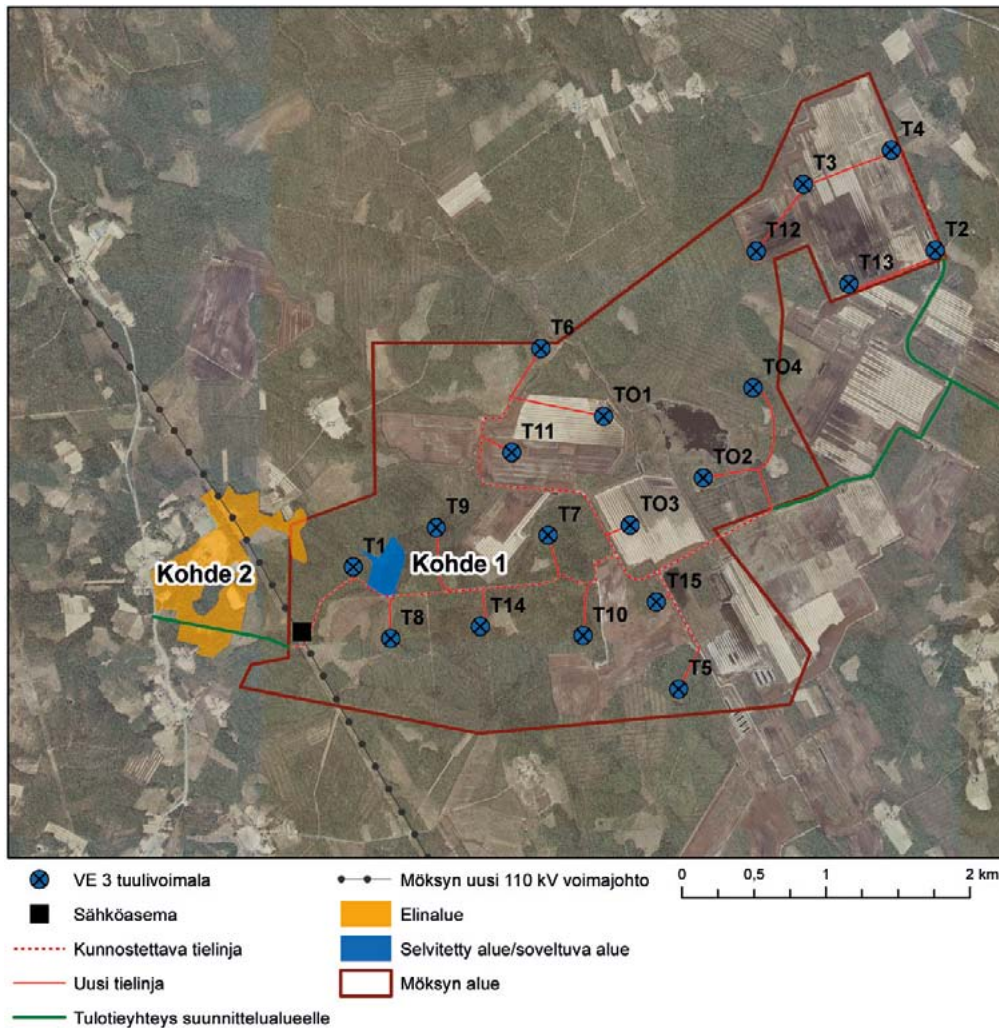 T4
T3
T12
T2
T13
T6
TO4
TO1
T11
TO2
T9
T7
TO3
T1
Kohde 1
Kohde 2
T15
T8
T14
T10
T5
VE 3 tuulivoimala
Sähköasema
Kunnostettava tielinja
Uusi tielinja
Tulotieyhteys suunnittelualueelle
Möksyn uusi 110 kV voimajohto
Elinalue
Selvitetty alue/soveltuva alue
Möksyn alue
0 0,5 1 2 km